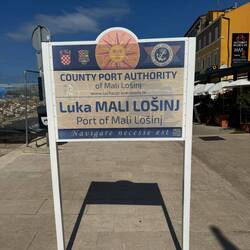 COUNTY PORT AUTHORITY
of Mali Lošinj
Luka MALI LOŠINJ
Port of Mali Lošinj
Navigare necesse est